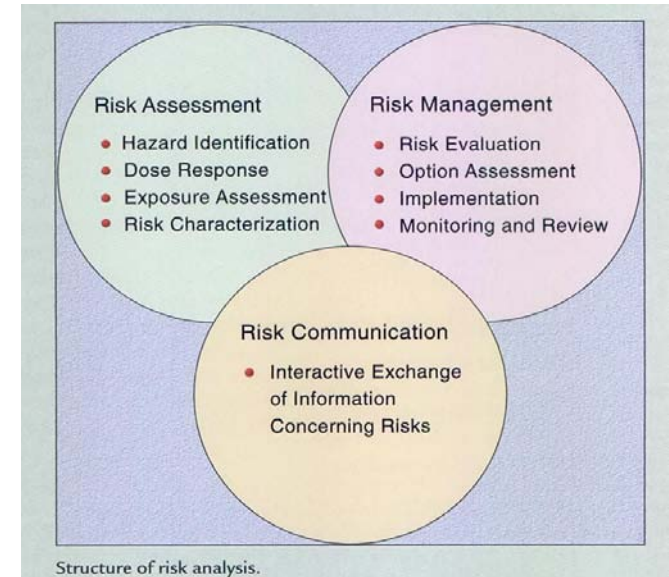 Risk Assessment
• Hazard Identification
• Dose Response
• Exposure Assessment
• Risk Characterization
Risk Management
• Risk Evaluation
• Option Assessment
• Implementation
• Monitoring and Review
Risk Communication
• Interactive Exchange
of Information
Concerning Risks
Structure of risk analysis.